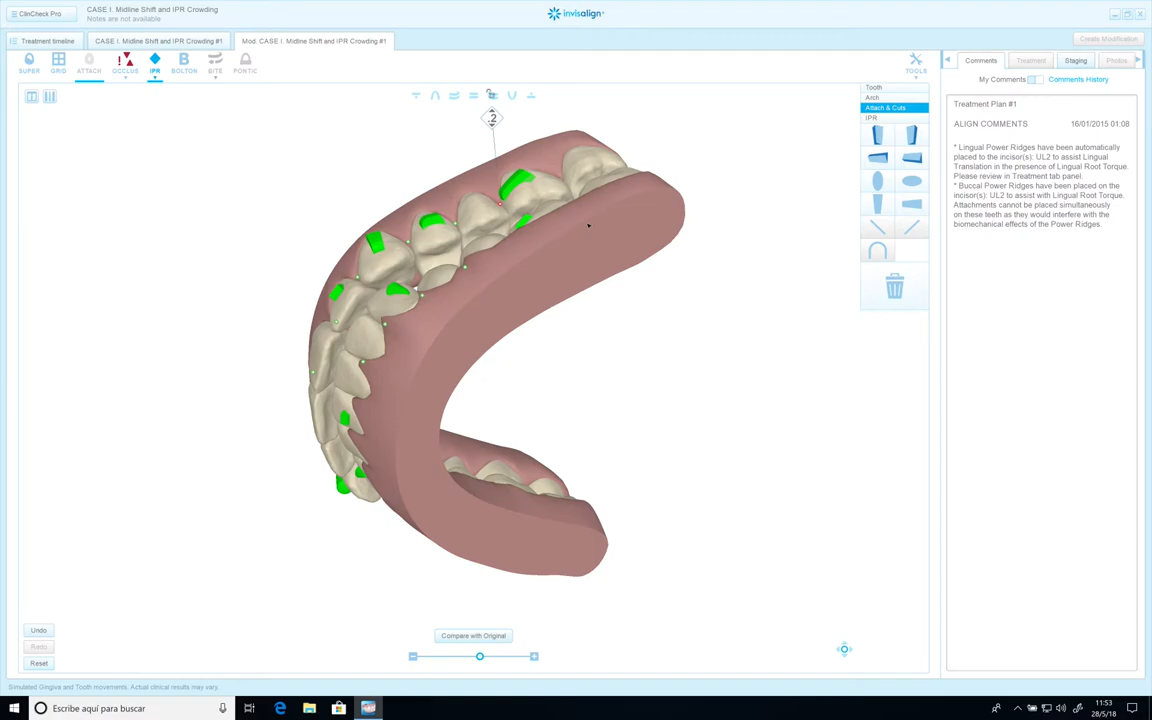 ClinCheck Pro
CASE I. Midline Shift and IPR Crowding
Notes are not available
invisalign
Treatment timeline
CASE I. Midline Shift and IPR Crowding #1
Mod. CASE I. Midline Shift and IPR Crowding #1
Create Modification
SUPER
GRID
ATTACH
OCCLUS
IPR
BOLTON
BITE
PONTIC
TOOLS
Comments
Treatment
Staging
Photos
My Comments
Comments History
Tooth
Arch
Attach & Cuts
IPR
.2
Treatment Plan #1
ALIGN COMMENTS 16/01/2015 01:08
* Lingual Power Ridges have been automatically
placed to the incisor(s): UL2 to assist Lingual
Translation in the presence of Lingual Root Torque.
Please review in Treatment tab panel.
* Buccal Power Ridges have been placed on the
incisor(s): UL2 to assist with Lingual Root Torque.
Attachments cannot be placed simultaneously
on these teeth as they would interfere with the
biomechanical effects of the Power Ridges.
Undo
Redo
Reset
Compare with Original
Simulated Gingiva and Tooth movements. Actual clinical results may vary.
Escribe aquí para buscar
11:53
28/5/18